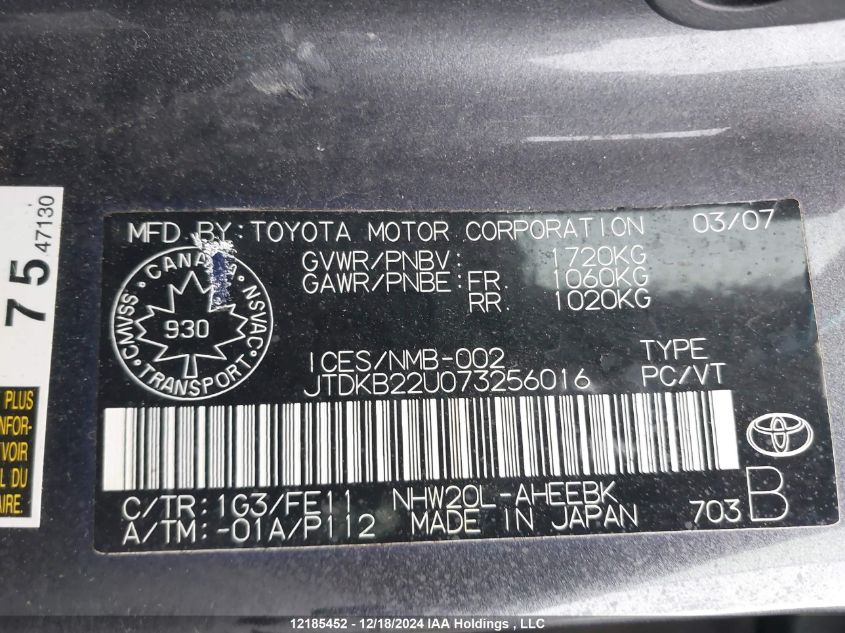 MFD. BY: TOYOTA MOTOR CORPORATION 03/07
GVWR/PNBV: 1720KG
GAWR/PNBE: FR. 1060KG
RR. 1020KG
CANADA
CMVSS NSVAC
930
TRANSPORT
ICES/NMB-002 TYPE
JTDKB22U073256016 PC/VT
C/TR: 1G3/FE11 NHW20L-AHEEBK
A/TM: -01A/P112 MADE IN JAPAN 703 B
75 47130
PLUS
NFOR-
VOIR
L DU
AIRE.
12185452 - 12/18/2024 IAA Holdings , LLC